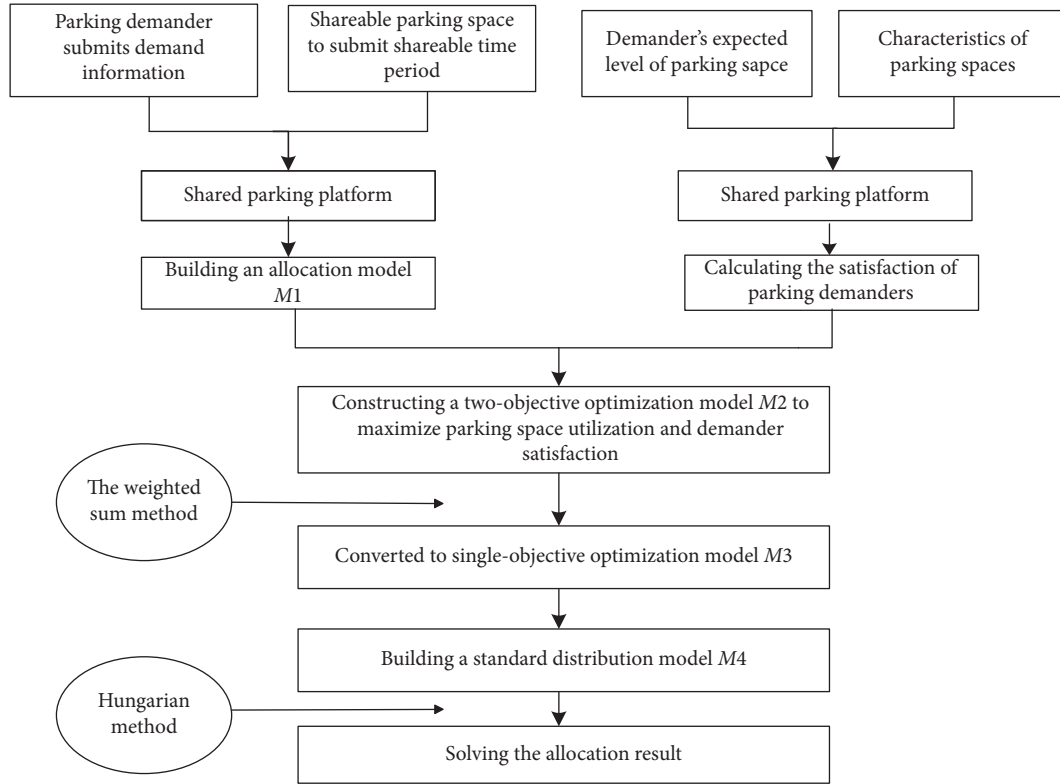 Parking demander
submits demand
information
Shareable parking space
to submit shareable time
period
Demander's expected
level of parking sapce
Characteristics of
parking spaces
Shared parking platform
Shared parking platform
Building an allocation model
M1
Calculating the satisfaction of
parking demanders
Constructing a two-objective optimization model M2 to
maximize parking space utilization and demander
satisfaction
The weighted
sum method
Converted to single-objective optimization model M3
Building a standard distribution model M4
Hungarian
method
Solving the allocation result